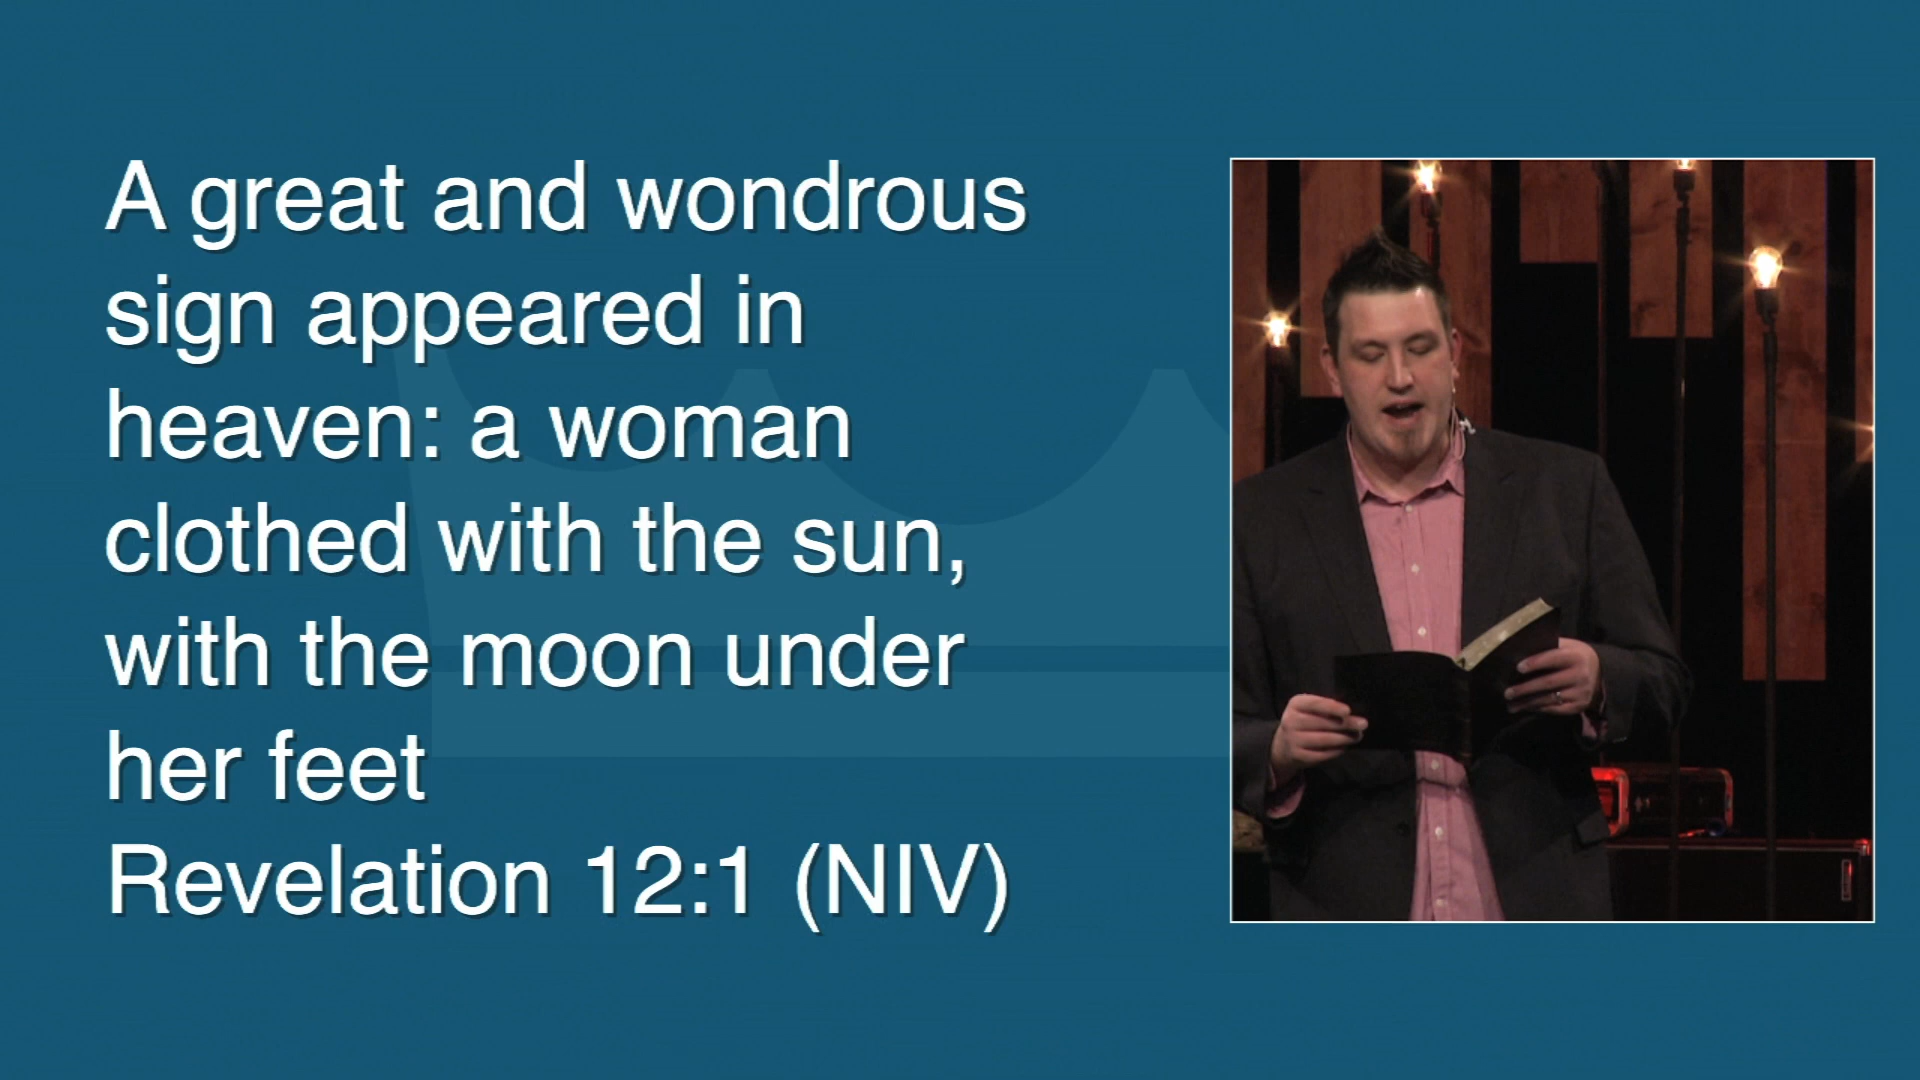 A great and wondrous
sign appeared in
heaven: a woman
clothed with the sun,
with the moon under
her feet
Revelation 12:1 (NIV)